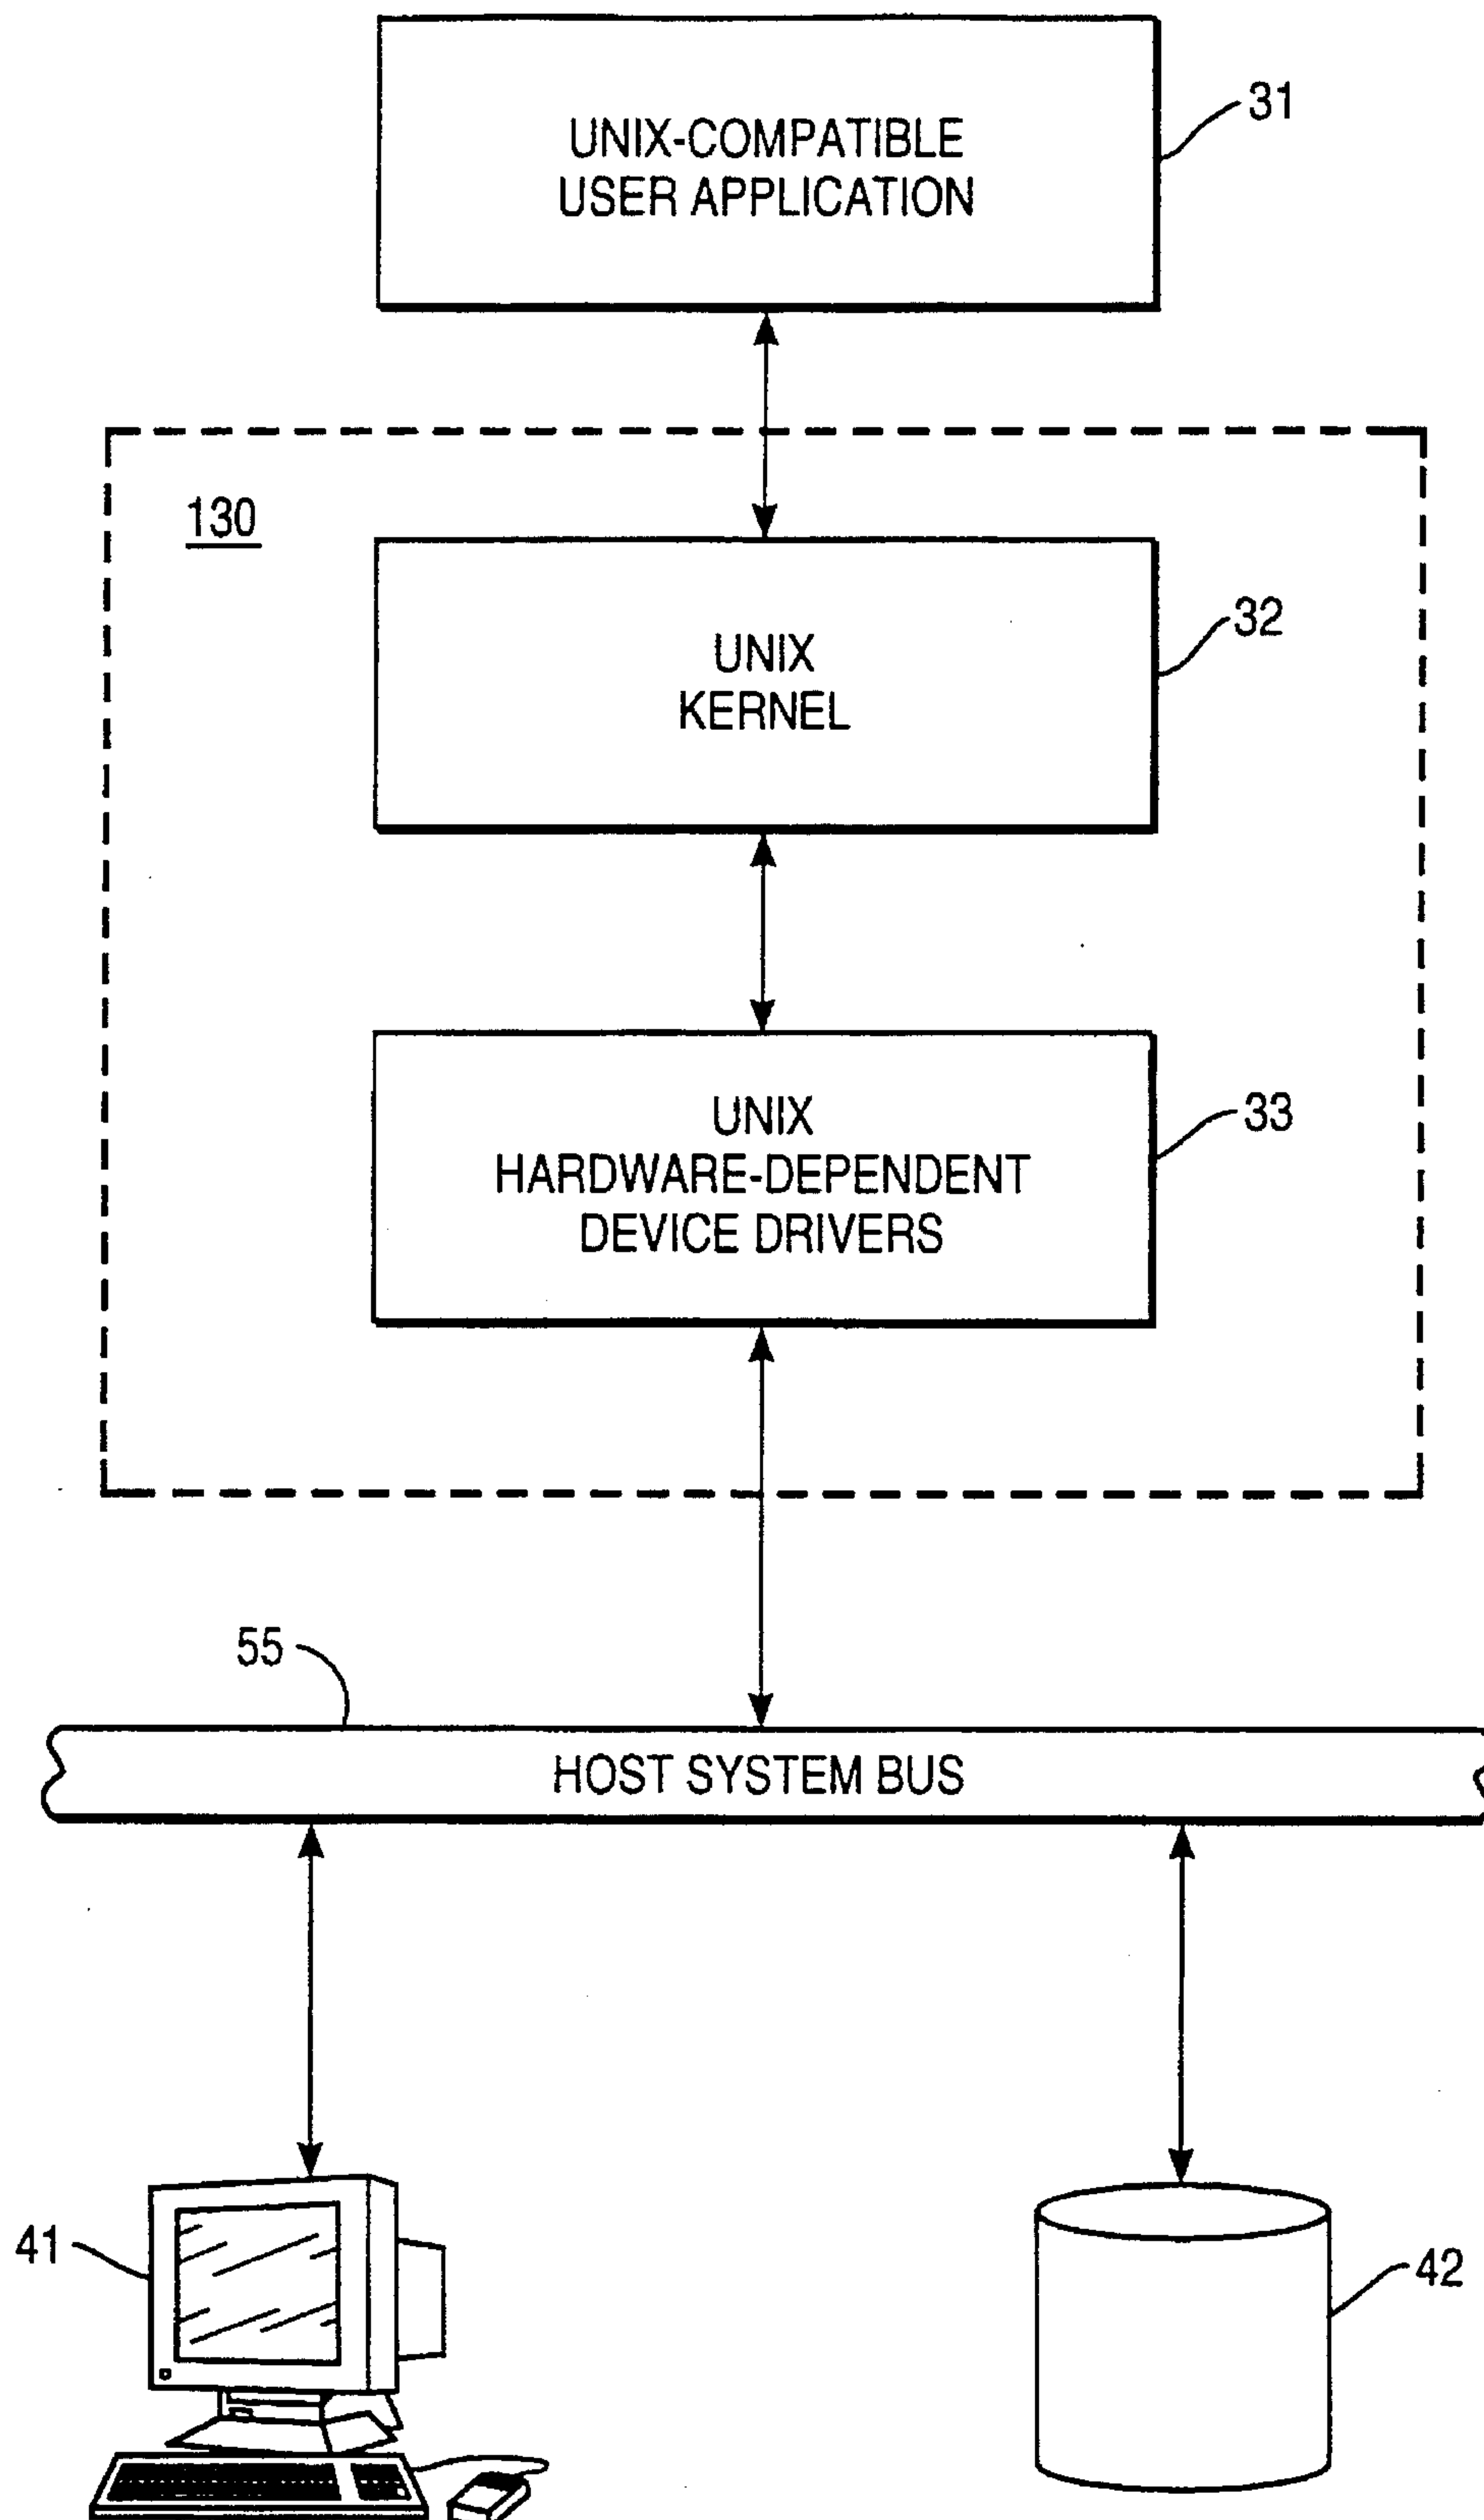 UNIX-COMPATIBLE
USER APPLICATION
31
130
UNIX
KERNEL
32
UNIX
HARDWARE-DEPENDENT
DEVICE DRIVERS
33
55
HOST SYSTEM BUS
41
42